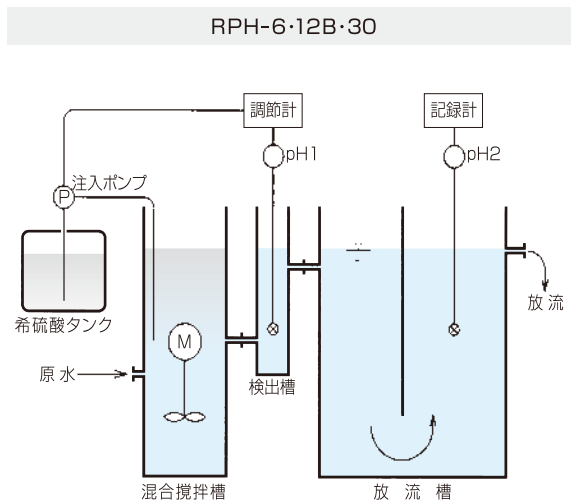 RPH-6・12B・30
調節計
記録計
pH1
pH2
注入ポンプ
P
希硫酸タンク
放流
M
原水
検出槽
混合撹拌槽
放流槽